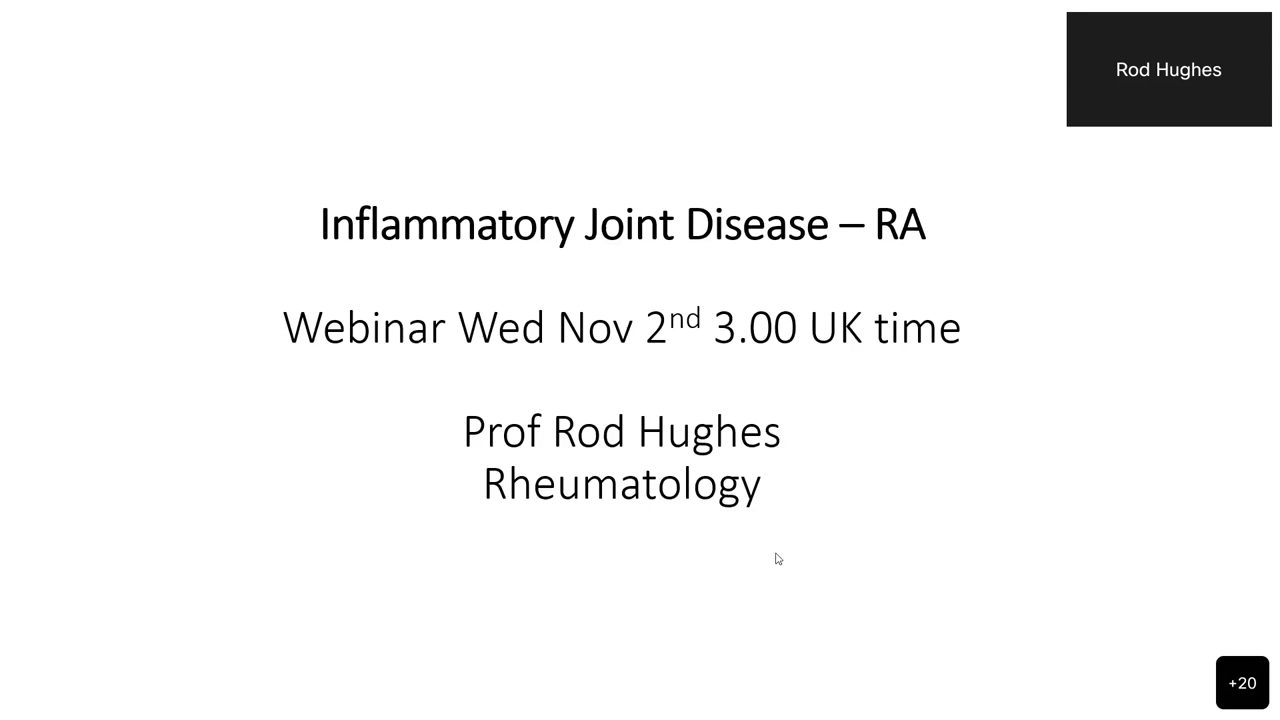 Rod Hughes
Inflammatory Joint Disease – RA
Webinar Wed Nov 2nd 3.00 UK time
Prof Rod Hughes
Rheumatology
+20